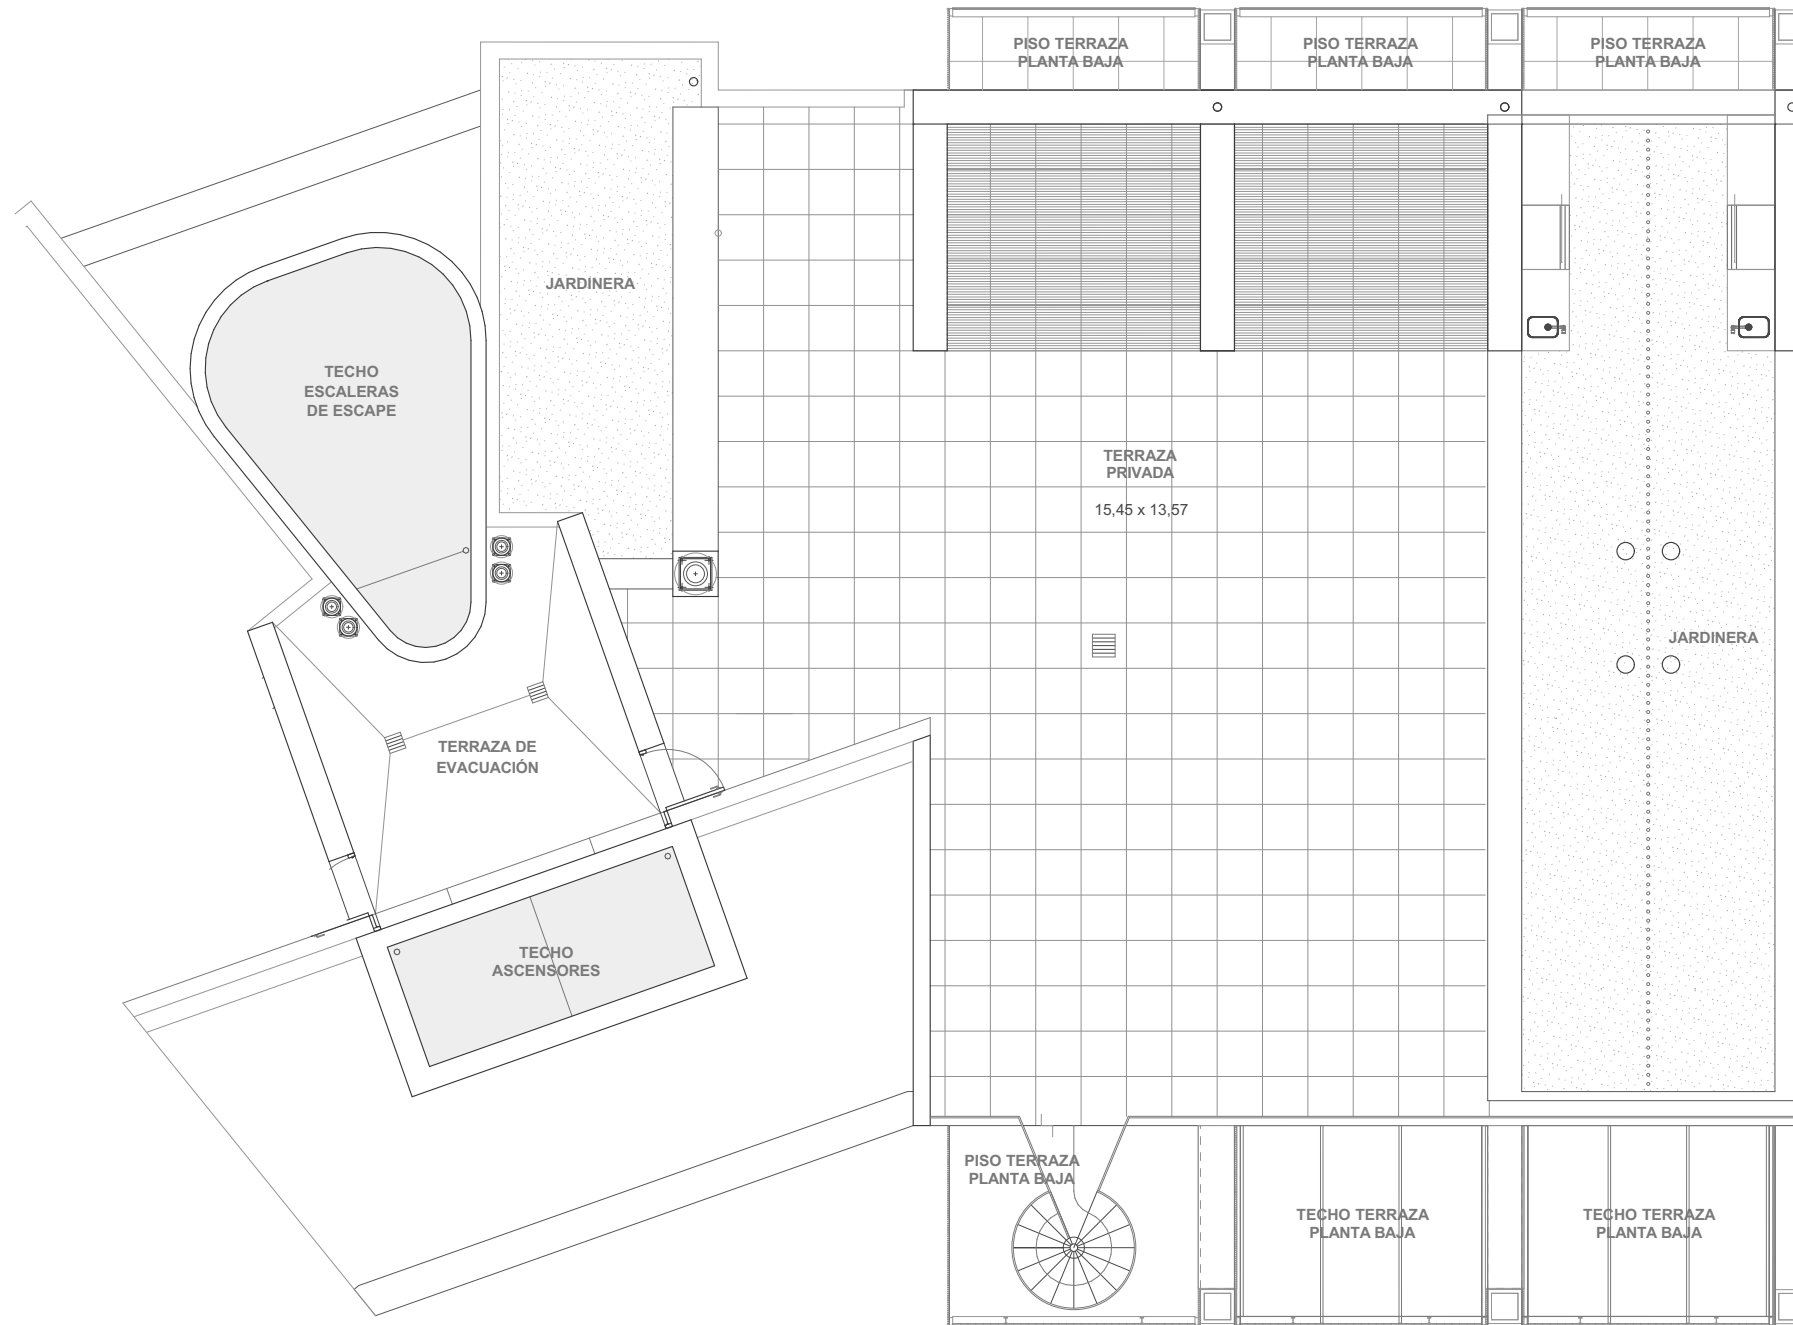 PISO TERRAZA
PLANTA BAJA
PISO TERRAZA
PLANTA BAJA
PISO TERRAZA
PLANTA BAJA
JARDINERA
TECHO
ESCALERAS
DE ESCAPE
TERRAZA
PRIVADA
15,45 x 13,57
JARDINERA
TERRAZA DE
EVACUACIÓN
TECHO
ASCENSORES
PISO TERRAZA
PLANTA BAJA
TECHO TERRAZA
PLANTA BAJA
TECHO TERRAZA
PLANTA BAJA